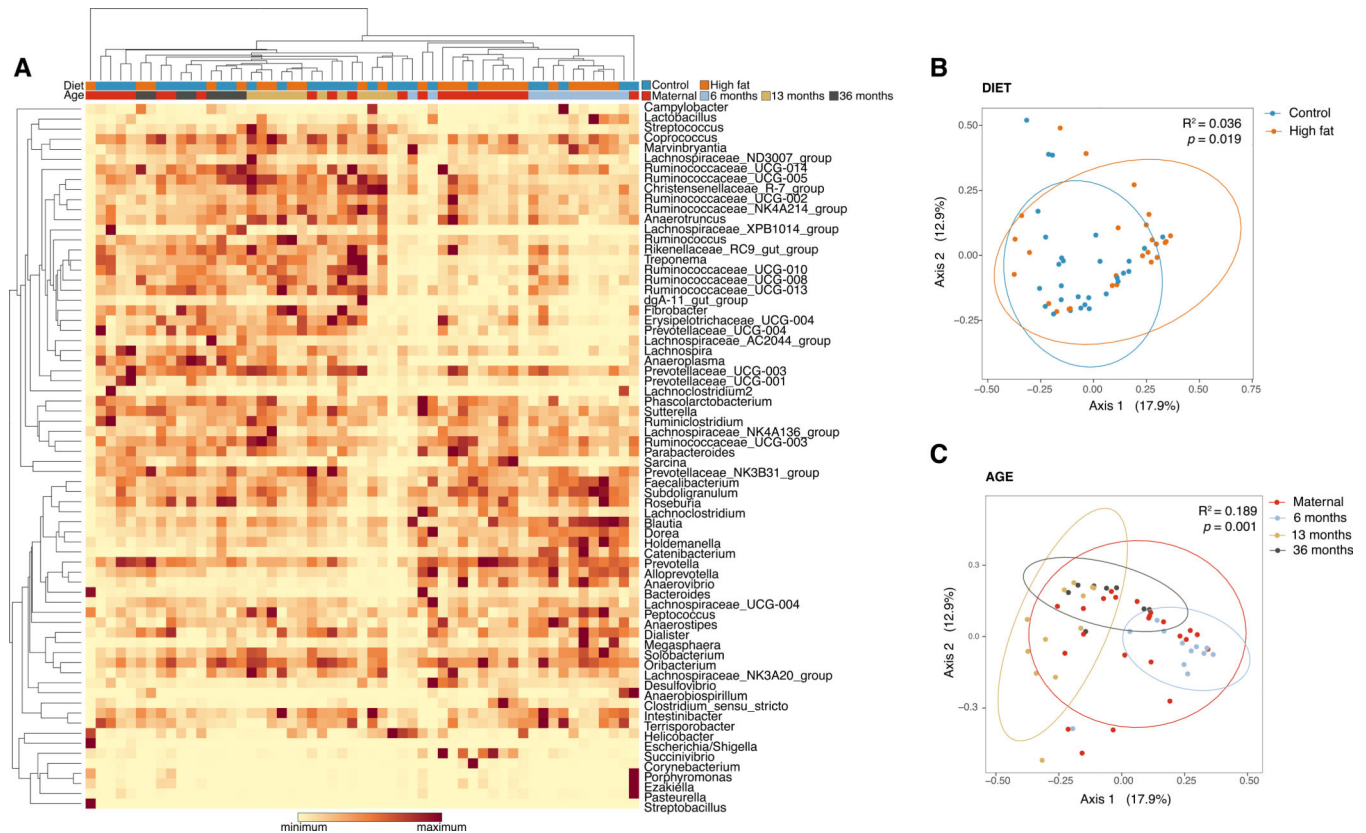 A
Diet
Age
Control High fat
Maternal 6 months 13 months 36 months
Campylobacter
Lactobacillus
Streptococcus
Coprococcus
Marvinbryantia
Lachnospiraceae_ND3007_group
Ruminococcaceae_UCG-014
Ruminococcaceae_UCG-005
Christensenellaceae_R-7_group
Ruminococcaceae_UCG-002
Ruminococcaceae_NK4A214_group
Anaerotruncus
Lachnospiraceae_XPB1014_group
Ruminococcus
Rikenellaceae_RC9_gut_group
Treponema
Ruminococcaceae_UCG-010
Ruminococcaceae_UCG-008
Ruminococcaceae_UCG-013
dgA-11_gut_group
Fibrobacter
Erysipelotrichaceae_UCG-004
Prevotellaceae_UCG-004
Lachnospiraceae_AC2044_group
Lachnospira
Anaeroplasma
Prevotellaceae_UCG-003
Prevotellaceae_UCG-001
Lachnoclostridium2
Phascolarctobacterium
Sutterella
Ruminiclostridium
Lachnospiraceae_NK4A136_group
Ruminococcaceae_UCG-003
Parabacteroides
Sarcina
Prevotellaceae_NK3B31_group
Faecalibacterium
Subdoligranulum
Roseburia
Lachnoclostridium
Blautia
Dorea
Holdemanella
Catenibacterium
Prevotella
Alloprevotella
Anaerovibrio
Bacteroides
Lachnospiraceae_UCG-004
Peptococcus
Anaerostipes
Dialister
Megasphaera
Solobacterium
Oribacterium
Lachnospiraceae_NK3A20_group
Desulfovibrio
Anaerobiospirillum
Clostridium_sensu_stricto
Intestinibacter
Terrisporobacter
Helicobacter
Escherichia/Shigella
Succinivibrio
Corynebacterium
Porphyromonas
Ezakiella
Pasteurella
Streptobacillus
minimum maximum
B
DIET
Control
High fat
R² = 0.036
p = 0.019
0.50
0.25
0.00
−0.25
Axis 2 (12.9%)
−0.50 −0.25 0.00 0.25 0.50 0.75
Axis 1 (17.9%)
C
AGE
Maternal
6 months
13 months
36 months
R² = 0.189
p = 0.001
0.3
0.0
−0.3
Axis 2 (12.9%)
−0.50 −0.25 0.00 0.25 0.50
Axis 1 (17.9%)